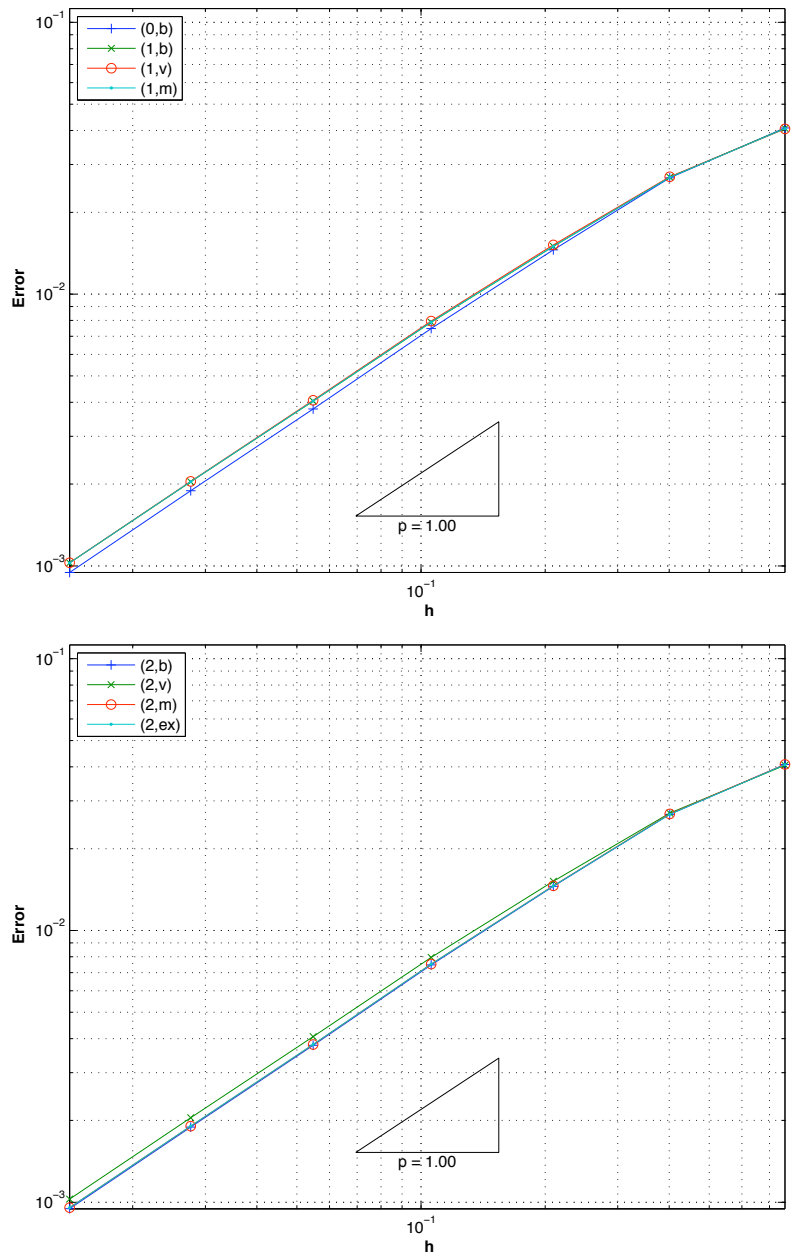 10^{-1}
(0,b)
(1,b)
(1,v)
(1,m)
Error
10^{-2}
p = 1.00
10^{-3}
10^{-1}
h
10^{-1}
(2,b)
(2,v)
(2,m)
(2,ex)
Error
10^{-2}
p = 1.00
10^{-3}
10^{-1}
h